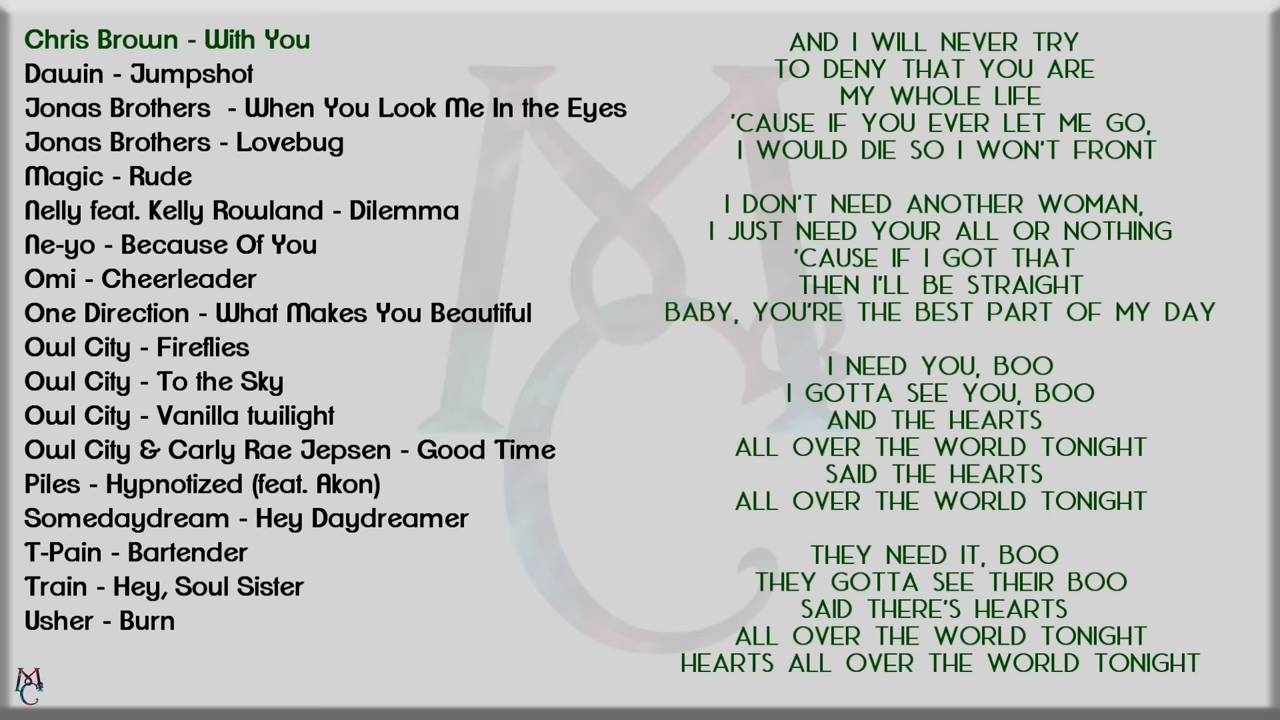 Chris Brown - With You
Dawin - Jumpshot
Jonas Brothers - When You Look Me In the Eyes
Jonas Brothers - Lovebug
Magic - Rude
Nelly feat. Kelly Rowland - Dilemma
Ne-yo - Because Of You
Omi - Cheerleader
One Direction - What Makes You Beautiful
Owl City - Fireflies
Owl City - To the Sky
Owl City - Vanilla twilight
Owl City & Carly Rae Jepsen - Good Time
Piles - Hypnotized (feat. Akon)
Somedaydream - Hey Daydreamer
T-Pain - Bartender
Train - Hey, Soul Sister
Usher - Burn
AND I WILL NEVER TRY
TO DENY THAT YOU ARE
MY WHOLE LIFE
'CAUSE IF YOU EVER LET ME GO,
I WOULD DIE SO I WON'T FRONT
I DON'T NEED ANOTHER WOMAN,
I JUST NEED YOUR ALL OR NOTHING
'CAUSE IF I GOT THAT
THEN I'LL BE STRAIGHT
BABY, YOU'RE THE BEST PART OF MY DAY
I NEED YOU, BOO
I GOTTA SEE YOU, BOO
AND THE HEARTS
ALL OVER THE WORLD TONIGHT
SAID THE HEARTS
ALL OVER THE WORLD TONIGHT
THEY NEED IT, BOO
THEY GOTTA SEE THEIR BOO
SAID THERE'S HEARTS
ALL OVER THE WORLD TONIGHT
HEARTS ALL OVER THE WORLD TONIGHT
MC